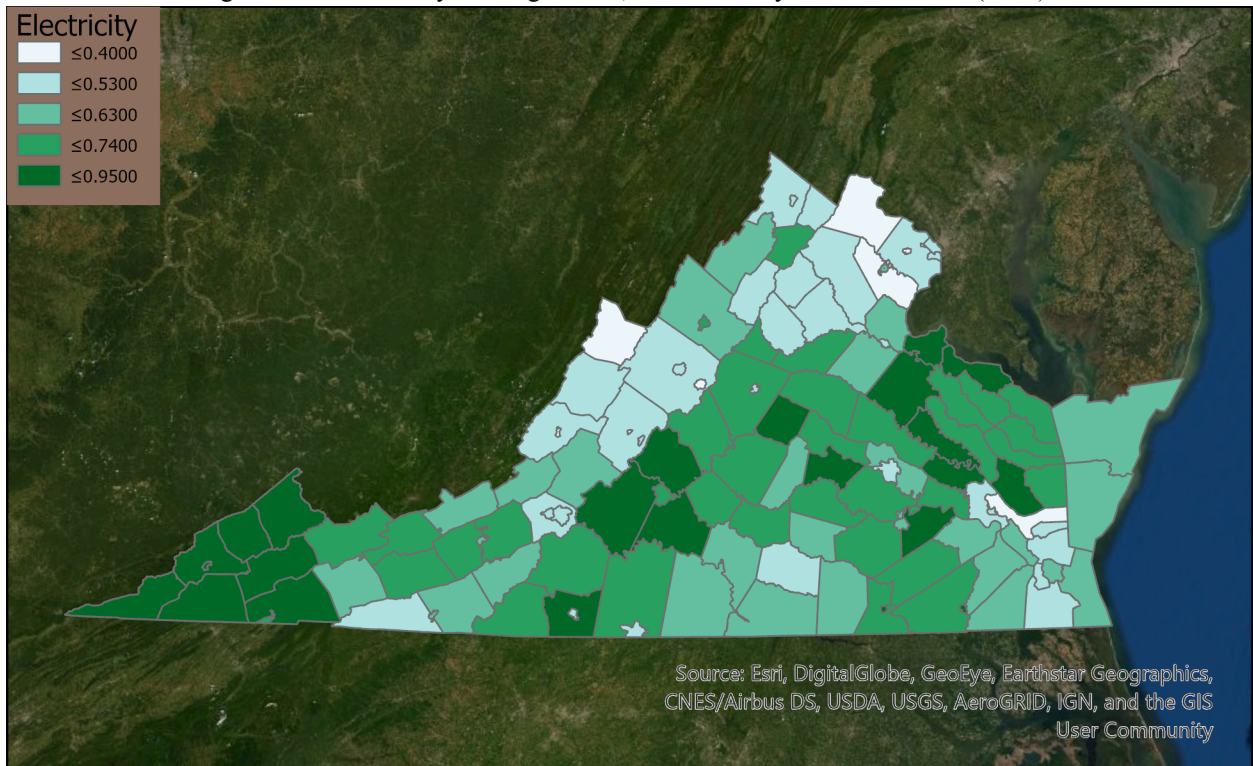 Electricity
≤0.4000
≤0.5300
≤0.6300
≤0.7400
≤0.9500
Source: Esri, DigitalGlobe, GeoEye, Earthstar Geographics,
CNES/Airbus DS, USDA, USGS, AeroGRID, IGN, and the GIS
User Community